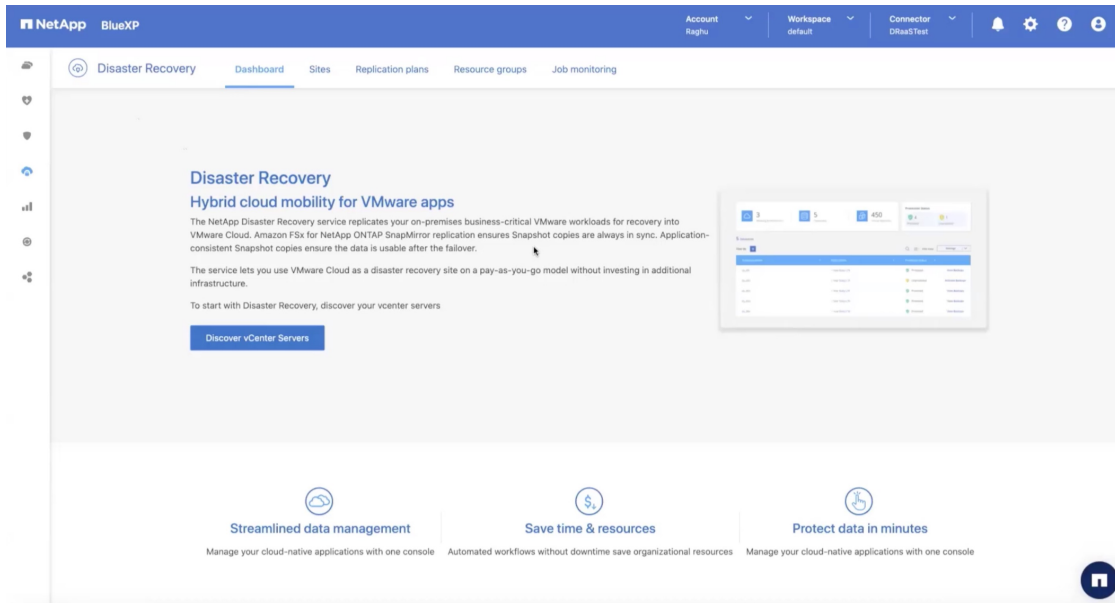 NetApp BlueXP
Account
Raghu
Workspace
default
Connector
DRaaSTest
Disaster Recovery
Dashboard
Sites
Replication plans
Resource groups
Job monitoring
Disaster Recovery
Hybrid cloud mobility for VMware apps
The NetApp Disaster Recovery service replicates your on-premises business-critical VMware workloads for recovery into
VMware Cloud. Amazon FSx for NetApp ONTAP SnapMirror replication ensures Snapshot copies are always in sync. Application-
consistent Snapshot copies ensure the data is usable after the failover.
The service lets you use VMware Cloud as a disaster recovery site on a pay-as-you-go model without investing in additional
infrastructure.
To start with Disaster Recovery, discover your vcenter servers
Discover vCenter Servers
3
5
450
Streamlined data management
Manage your cloud-native applications with one console
Save time & resources
Automated workflows without downtime save organizational resources
Protect data in minutes
Manage your cloud-native applications with one console